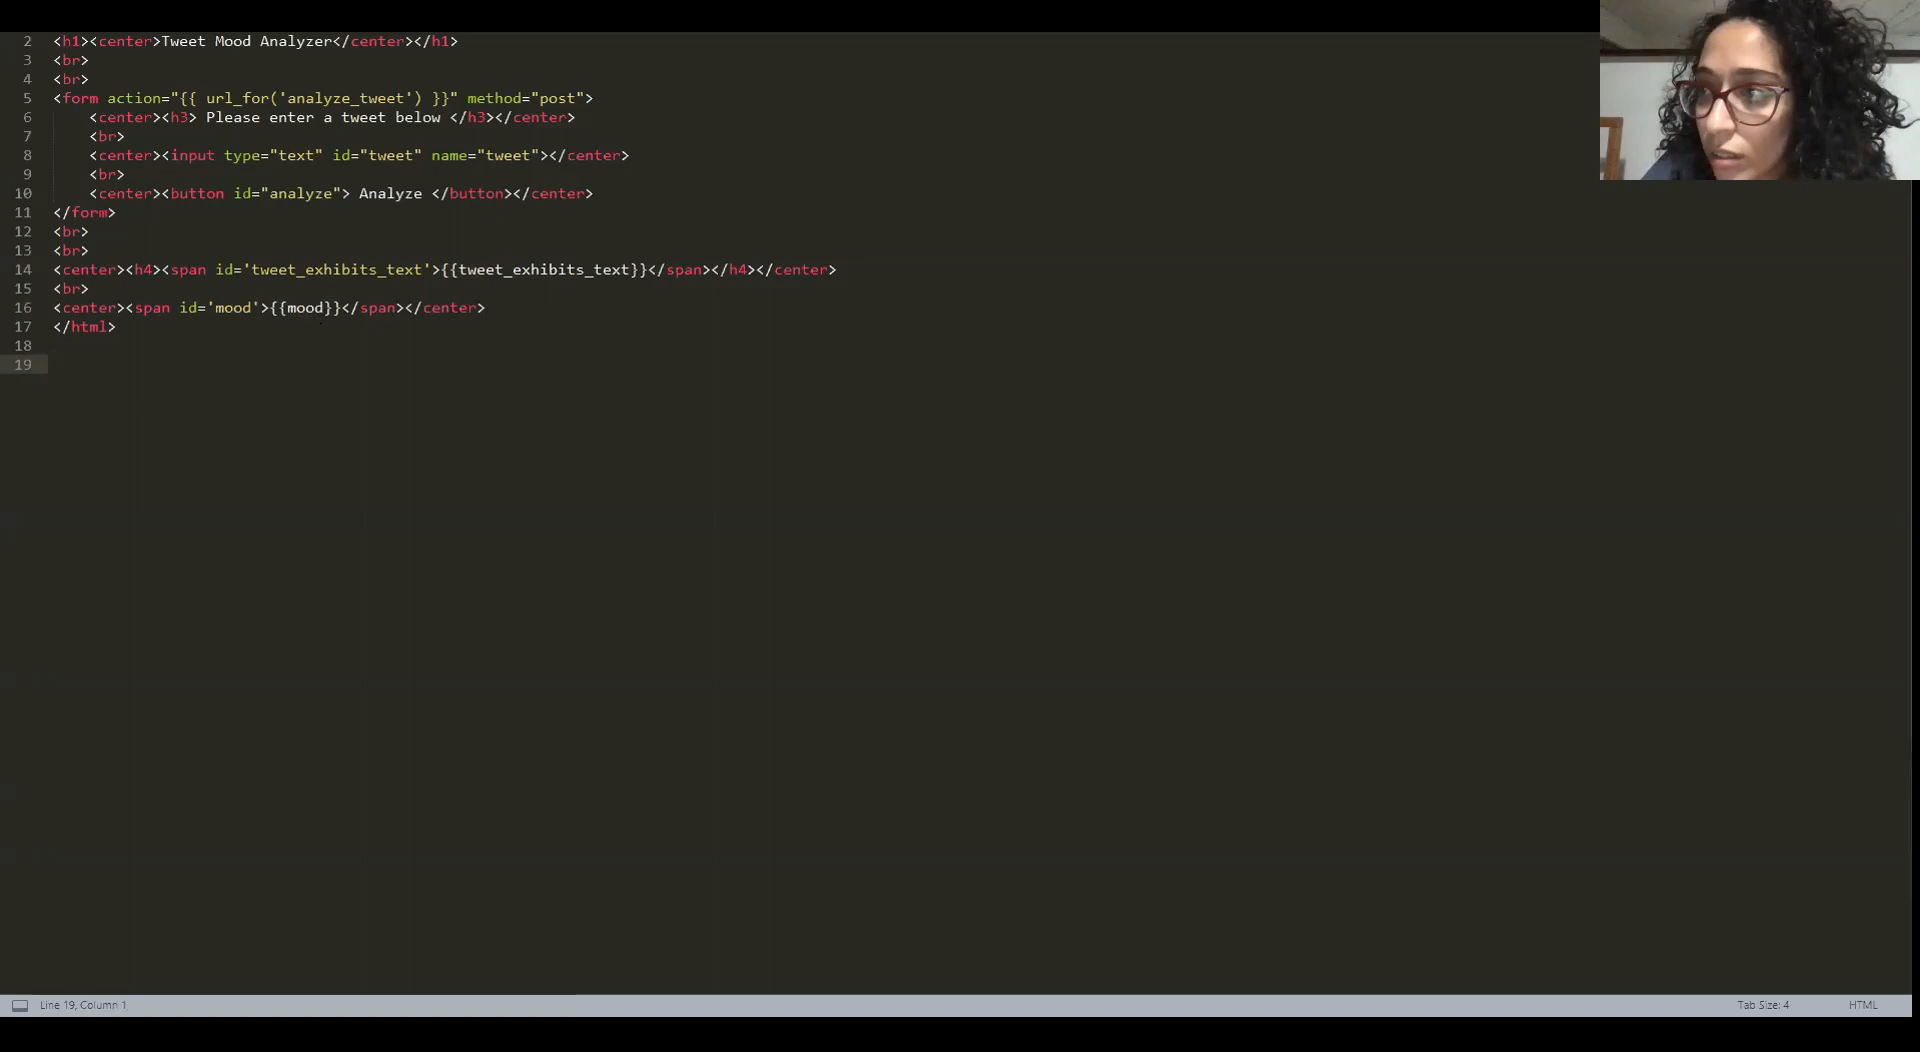 2 <h1><center>Tweet Mood Analyzer</center></h1>
3 <br>
4 <br>
5 <form action="{{ url_for('analyze_tweet') }}" method="post">
6 <center><h3> Please enter a tweet below </h3></center>
7 <br>
8 <center><input type="text" id="tweet" name="tweet"></center>
9 <br>
10 <center><button id="analyze"> Analyze </button></center>
11 </form>
12 <br>
13 <br>
14 <center><h4><span id='tweet_exhibits_text'>{{tweet_exhibits_text}}</span></h4></center>
15 <br>
16 <center><span id='mood'>{{mood}}</span></center>
17 </html>
18
19
Line 19, Column 1 Tab Size: 4 HTML